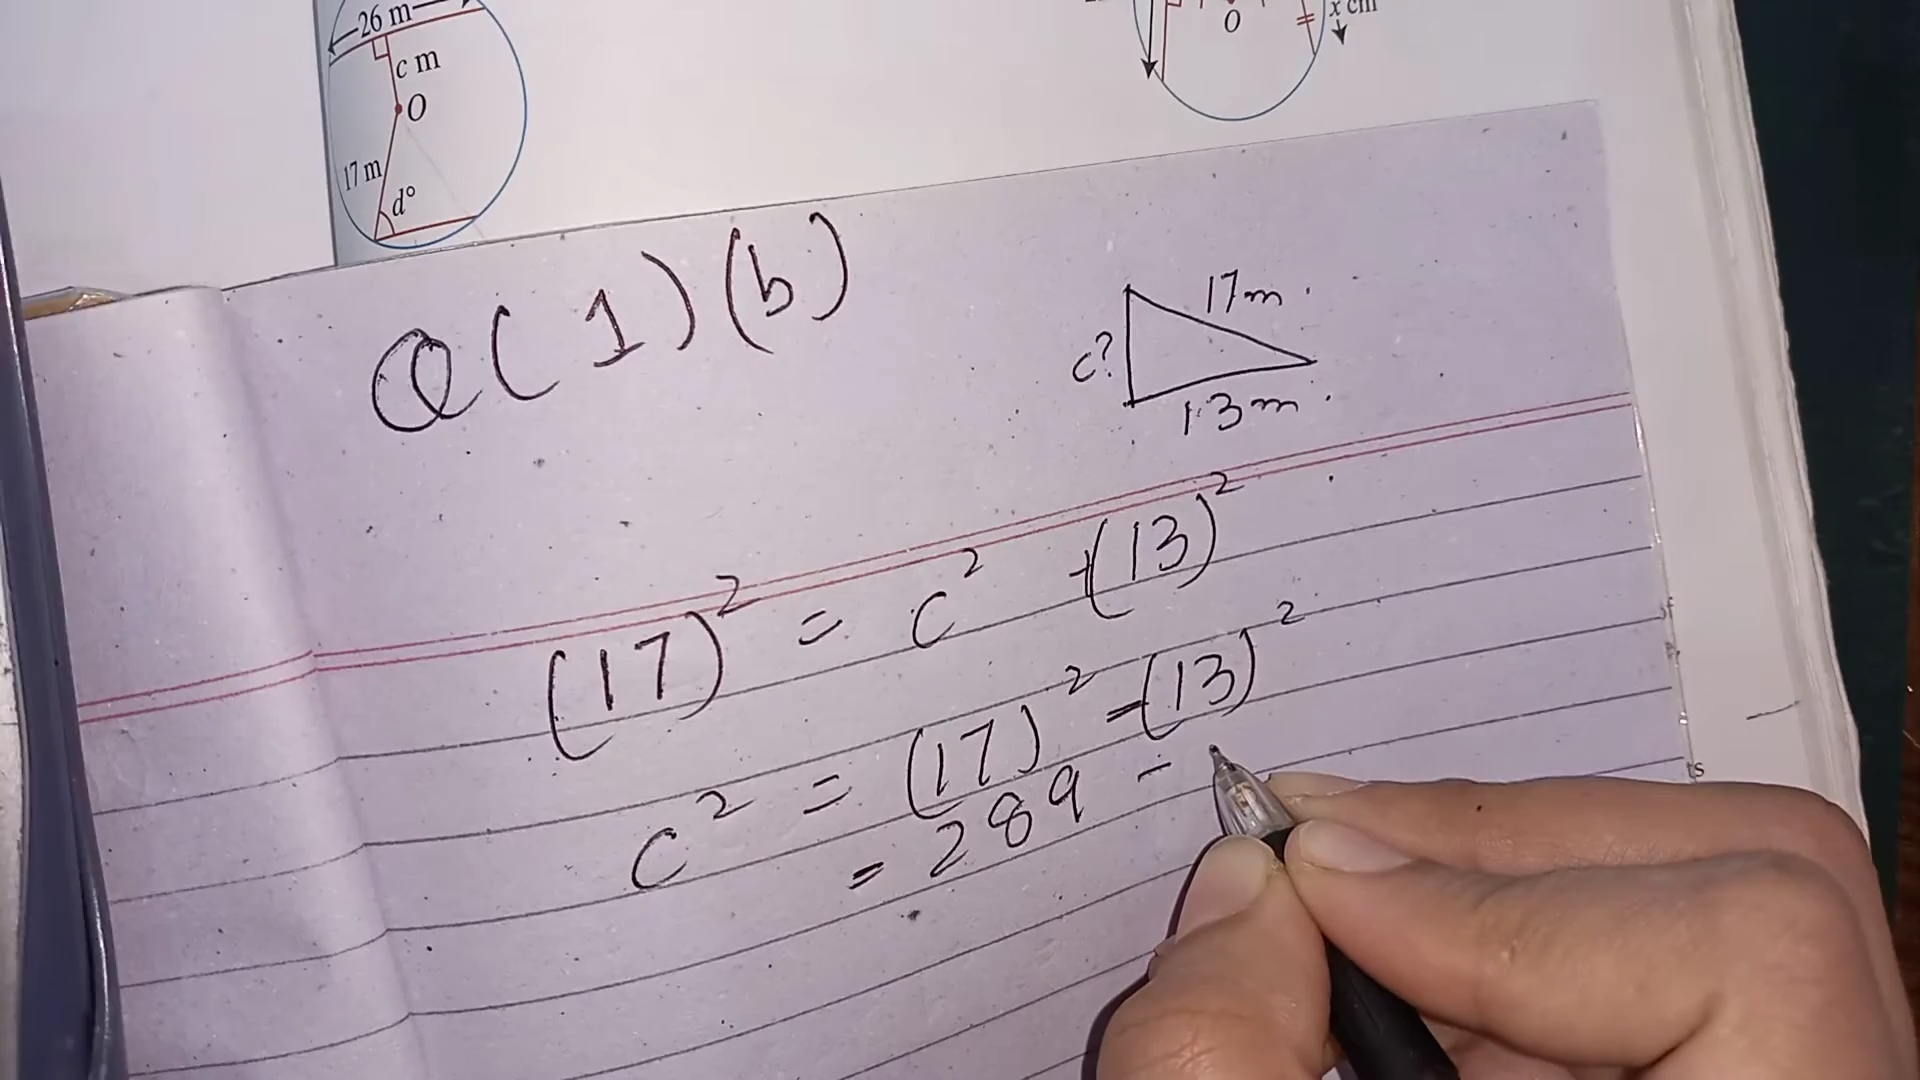 26 m
c m
O
17 m
d°
O
x cm
Q(1)(b)
17m.
c?
13m.
(17)² = c² +(13)²
c² = (17)² -(13)²
= 289 -